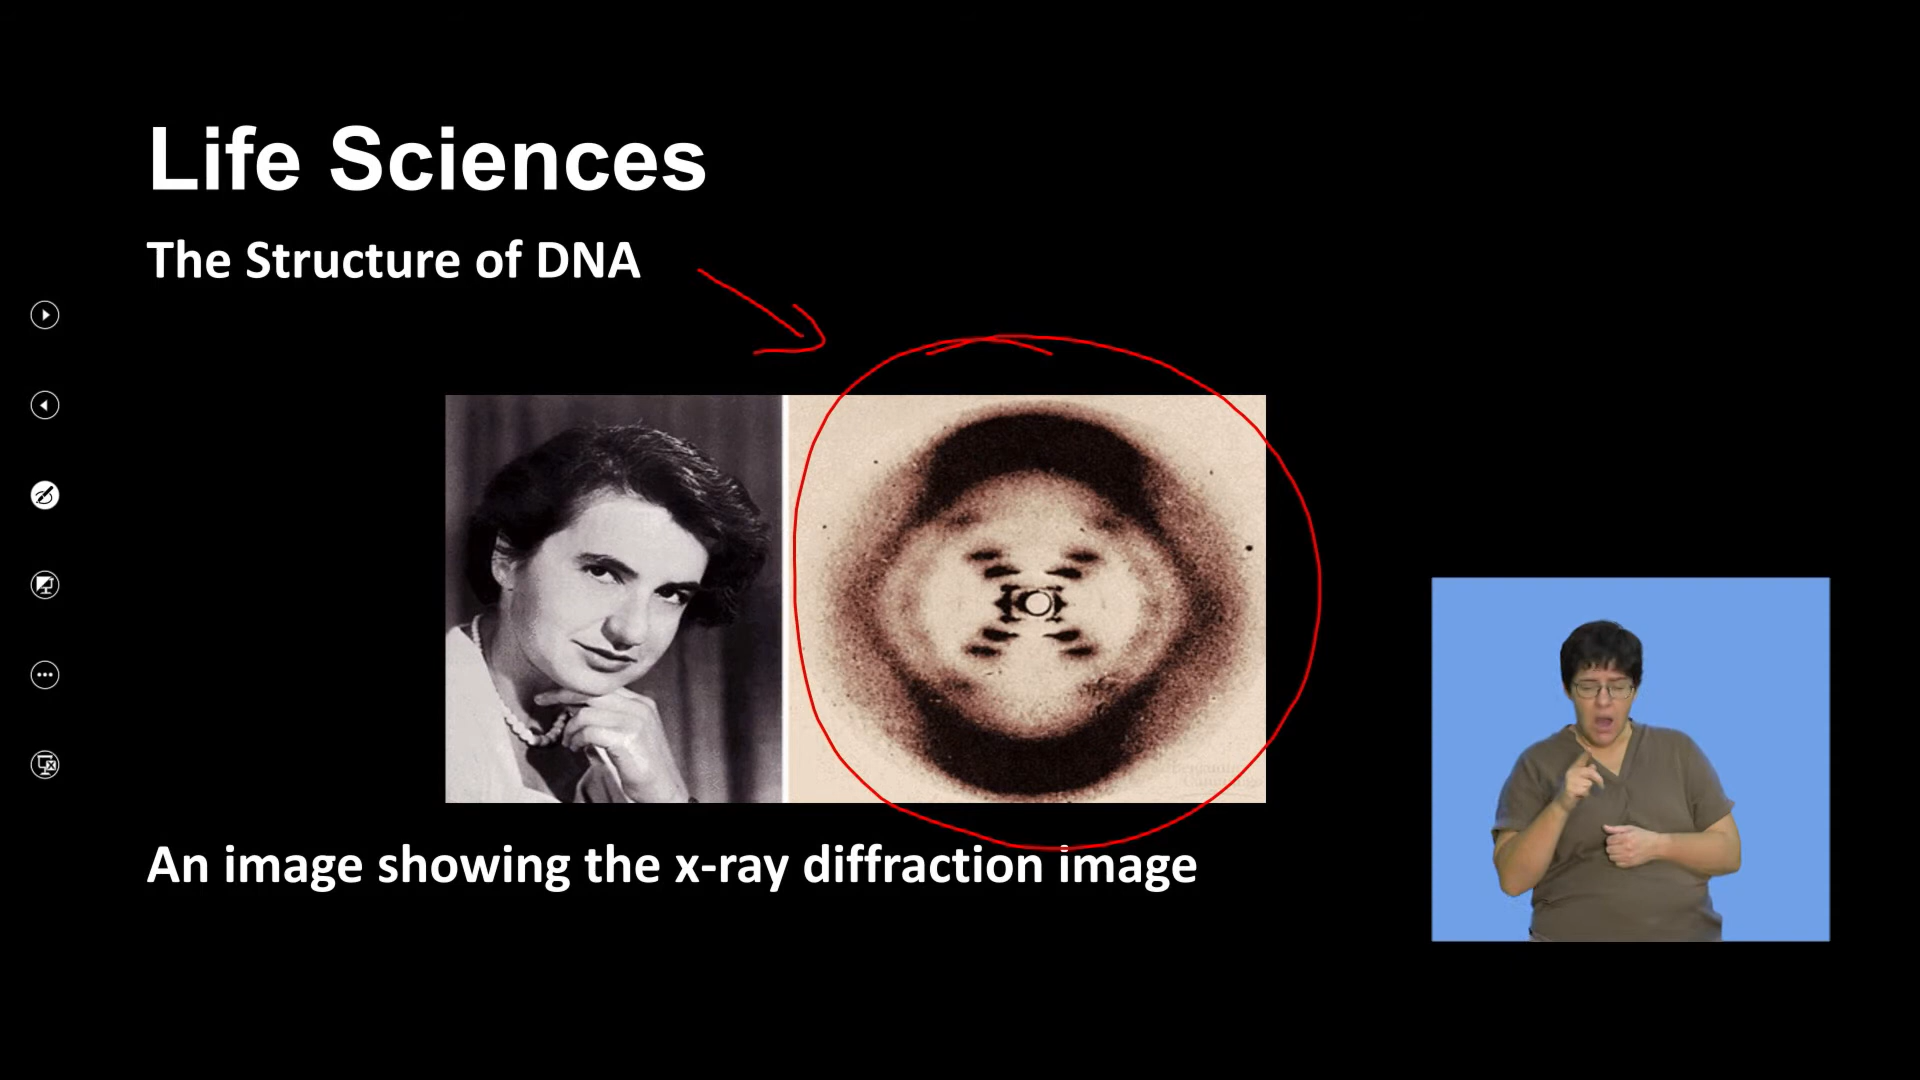 Life Sciences
The Structure of DNA
An image showing the x-ray diffraction image